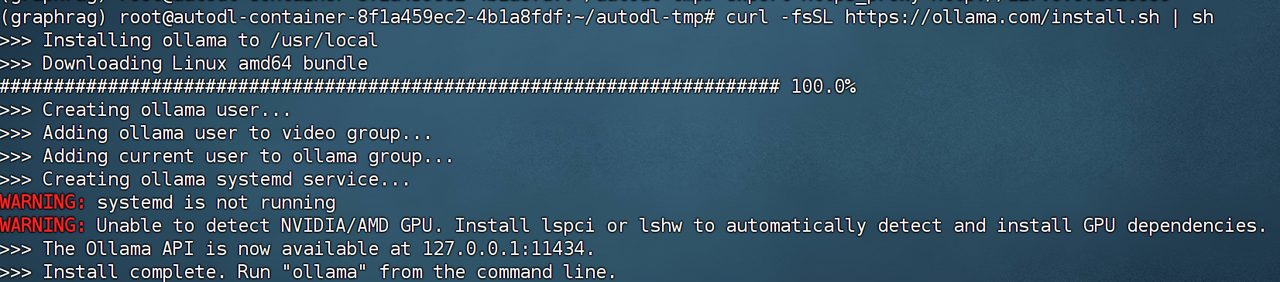 (graphrag) root@autodl-container-8f1a459ec2-4b1a8fdf:~/autodl-tmp# curl -fsSL https://ollama.com/install.sh | sh
>>> Installing ollama to /usr/local
>>> Downloading Linux amd64 bundle
######################################################################## 100.0%
>>> Creating ollama user...
>>> Adding ollama user to video group...
>>> Adding current user to ollama group...
>>> Creating ollama systemd service...
WARNING: systemd is not running
WARNING: Unable to detect NVIDIA/AMD GPU. Install lspci or lshw to automatically detect and install GPU dependencies.
>>> The Ollama API is now available at 127.0.0.1:11434.
>>> Install complete. Run "ollama" from the command line.